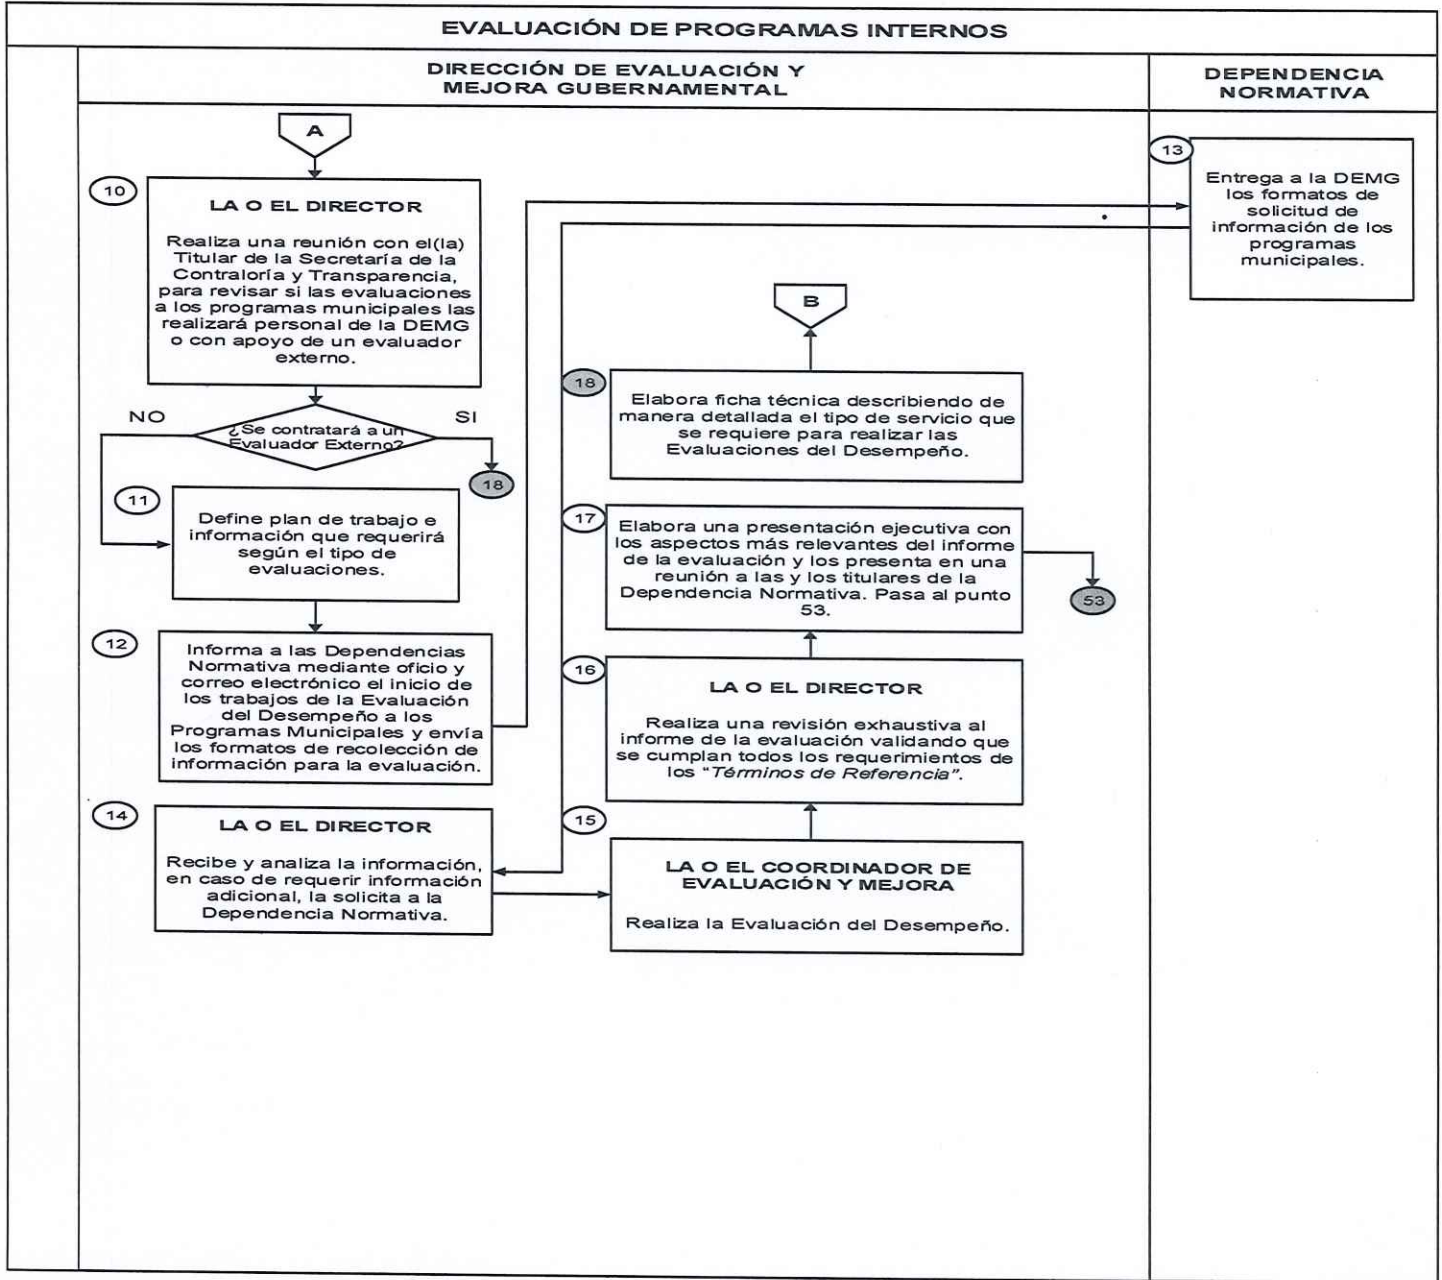 EVALUACIÓN DE PROGRAMAS INTERNOS
DIRECCIÓN DE EVALUACIÓN Y
MEJORA GUBERNAMENTAL
DEPENDENCIA
NORMATIVA
A
10
LA O EL DIRECTOR
Realiza una reunión con el(la)
Titular de la Secretaría de la
Contraloría y Transparencia,
para revisar si las evaluaciones
a los programas municipales las
realizará personal de la DEMG
o con apoyo de un evaluador
externo.
NO
SI
¿Se contratará a un
Evaluador Externo?
18
11
Define plan de trabajo e
información que requerirá
según el tipo de
evaluaciones.
12
Informa a las Dependencias
Normativa mediante oficio y
correo electrónico el inicio de
los trabajos de la Evaluación
del Desempeño a los
Programas Municipales y envía
los formatos de recolección de
información para la evaluación.
13
Entrega a la DEMG
los formatos de
solicitud de
información de los
programas
municipales.
14
LA O EL DIRECTOR
Recibe y analiza la información,
en caso de requerir información
adicional, la solicita a la
Dependencia Normativa.
15
LA O EL COORDINADOR DE
EVALUACIÓN Y MEJORA
Realiza la Evaluación del Desempeño.
16
LA O EL DIRECTOR
Realiza una revisión exhaustiva al
informe de la evaluación validando que
se cumplan todos los requerimientos de
los "Términos de Referencia".
17
Elabora una presentación ejecutiva con
los aspectos más relevantes del informe
de la evaluación y los presenta en una
reunión a las y los titulares de la
Dependencia Normativa. Pasa al punto
53.
53
18
Elabora ficha técnica describiendo de
manera detallada el tipo de servicio que
se requiere para realizar las
Evaluaciones del Desempeño.
B